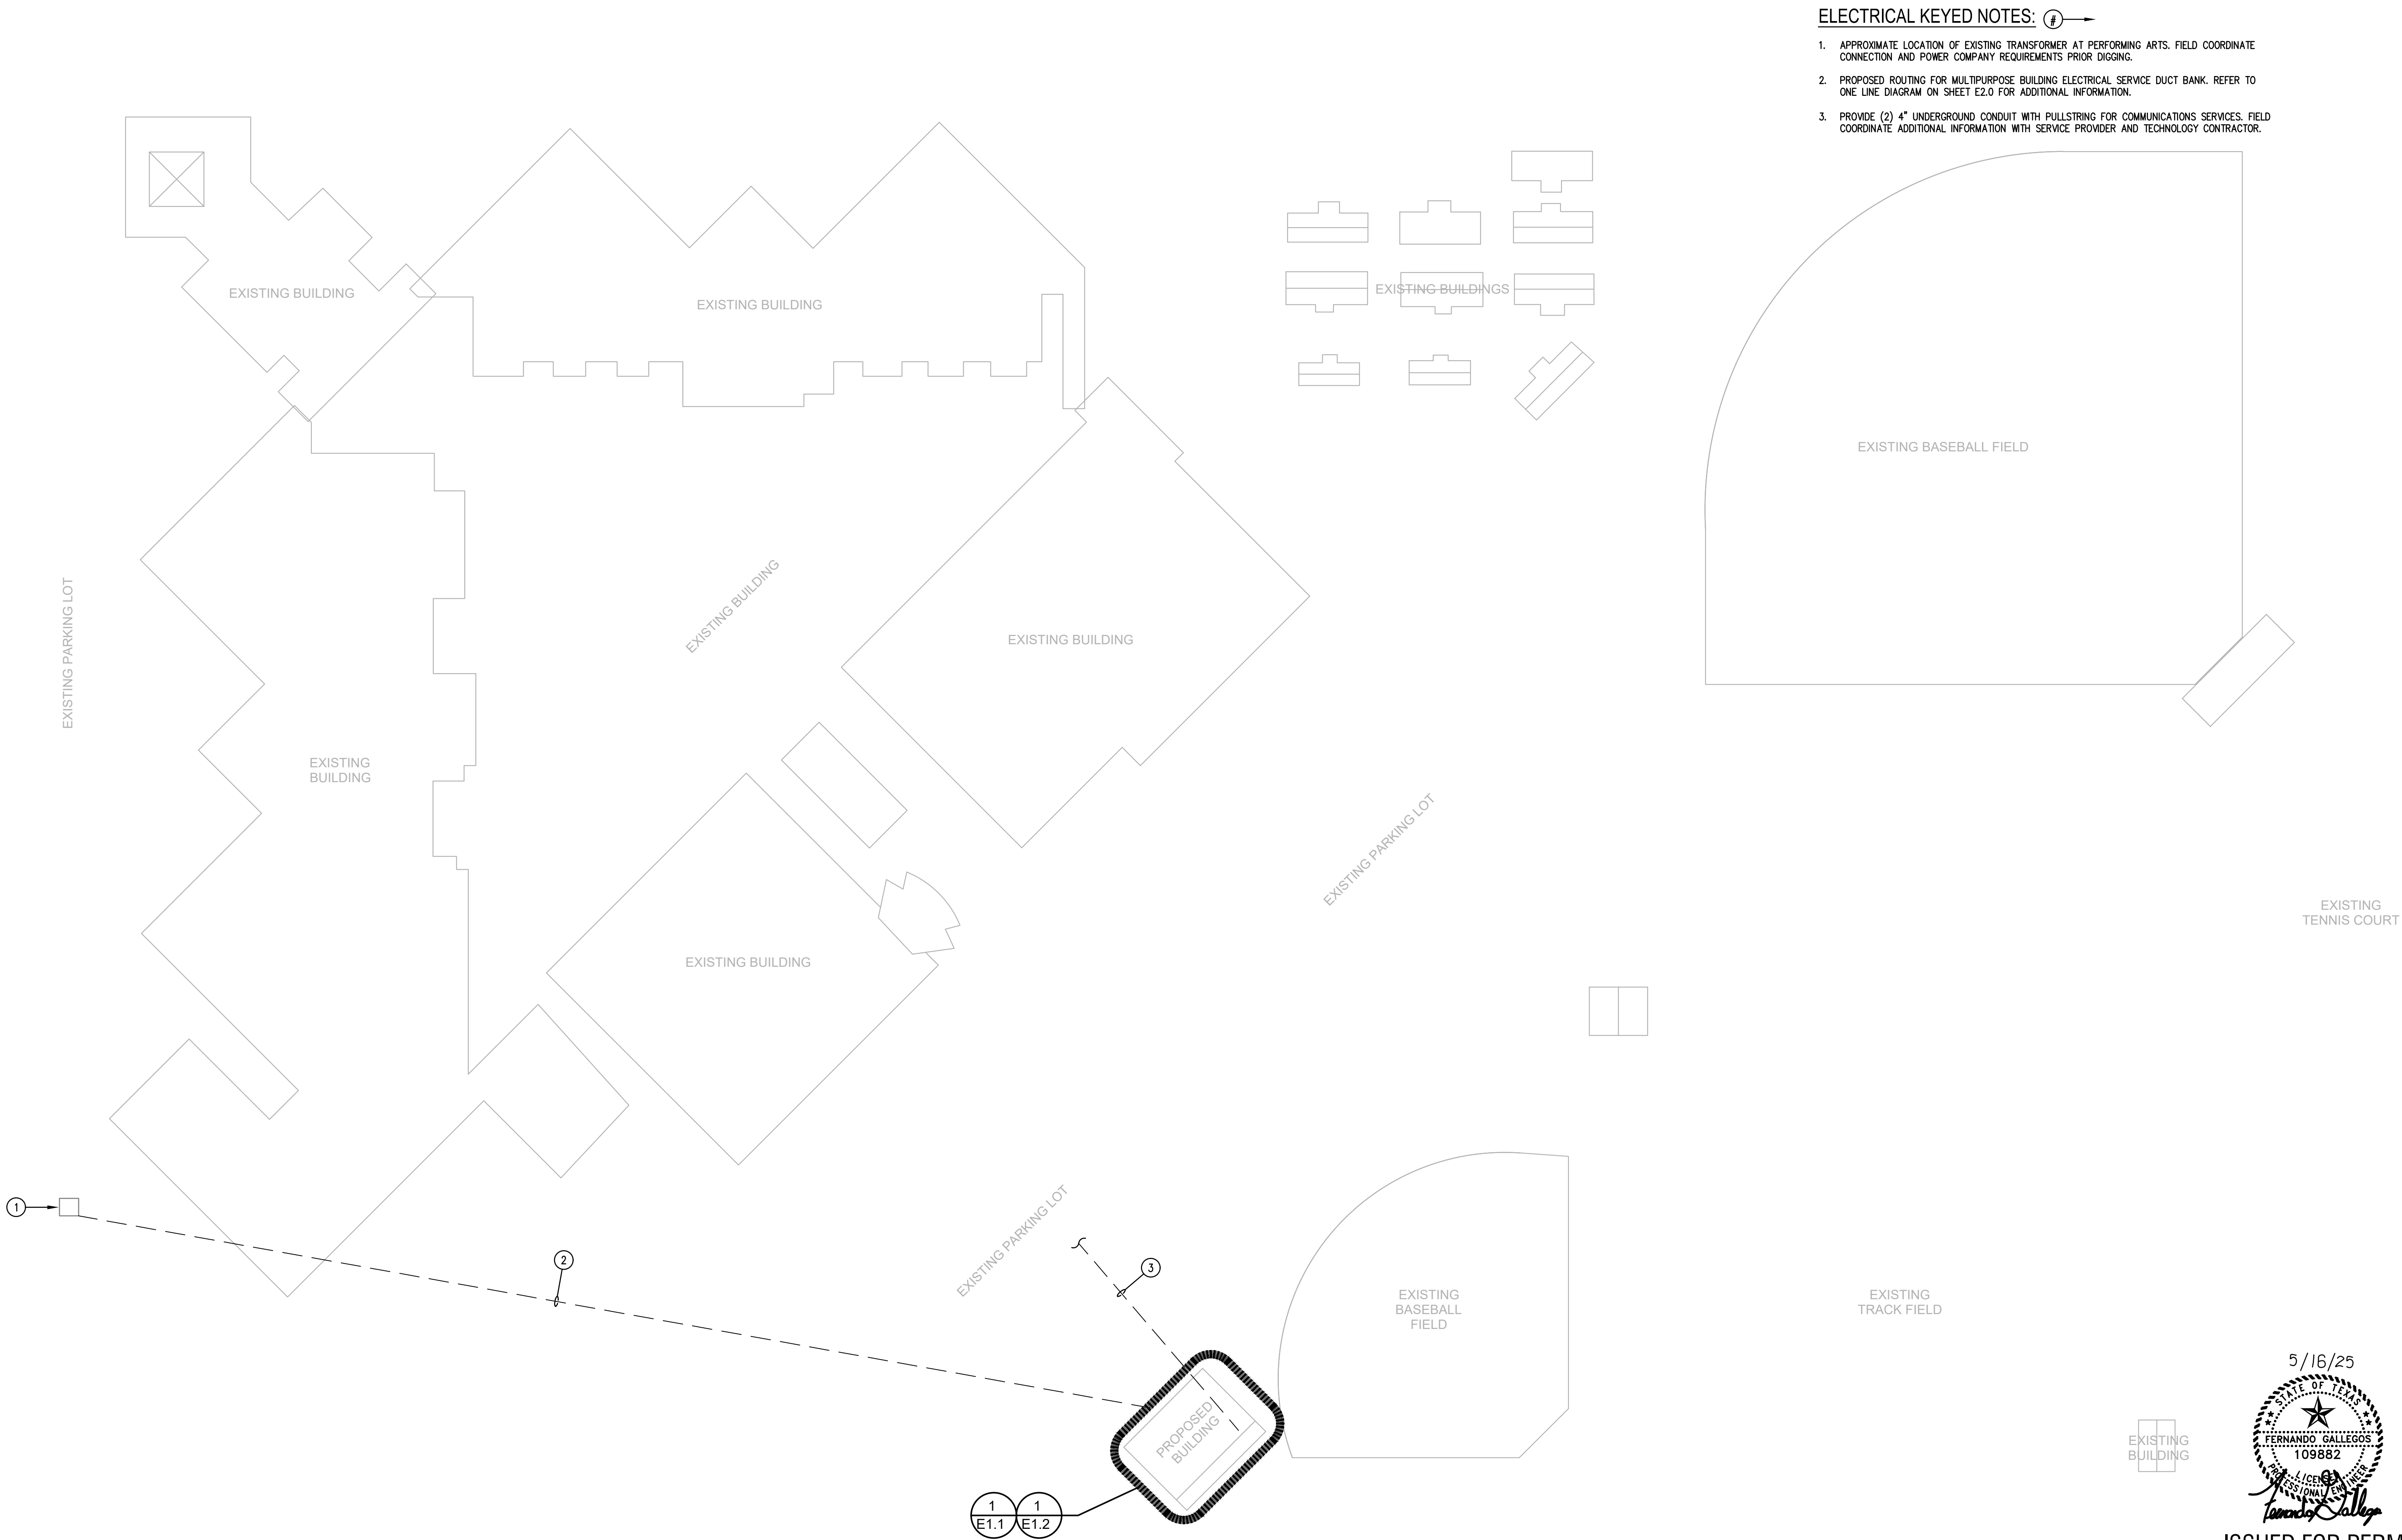 ELECTRICAL KEYED NOTES: #
1. APPROXIMATE LOCATION OF EXISTING TRANSFORMER AT PERFORMING ARTS. FIELD COORDINATE
CONNECTION AND POWER COMPANY REQUIREMENTS PRIOR DIGGING.
2. PROPOSED ROUTING FOR MULTIPURPOSE BUILDING ELECTRICAL SERVICE DUCT BANK. REFER TO
ONE LINE DIAGRAM ON SHEET E2.0 FOR ADDITIONAL INFORMATION.
3. PROVIDE (2) 4" UNDERGROUND CONDUIT WITH PULLSTRING FOR COMMUNICATIONS SERVICES. FIELD
COORDINATE ADDITIONAL INFORMATION WITH SERVICE PROVIDER AND TECHNOLOGY CONTRACTOR.
EXISTING BUILDING
EXISTING BUILDING
EXISTING BUILDINGS
EXISTING BASEBALL FIELD
EXISTING PARKING LOT
EXISTING BUILDING
EXISTING BUILDING
EXISTING
BUILDING
EXISTING PARKING LOT
EXISTING
TENNIS COURT
EXISTING BUILDING
1
2
EXISTING PARKING LOT
3
EXISTING
BASEBALL
FIELD
EXISTING
TRACK FIELD
PROPOSED
BUILDING
1
E1.1
1
E1.2
EXISTING
BUILDING
5/16/25
STATE OF TEXAS
FERNANDO GALLEGOS
109882
LICENSED
PROFESSIONAL ENGINEER
Fernando Gallegos
ISSUED FOR PERM